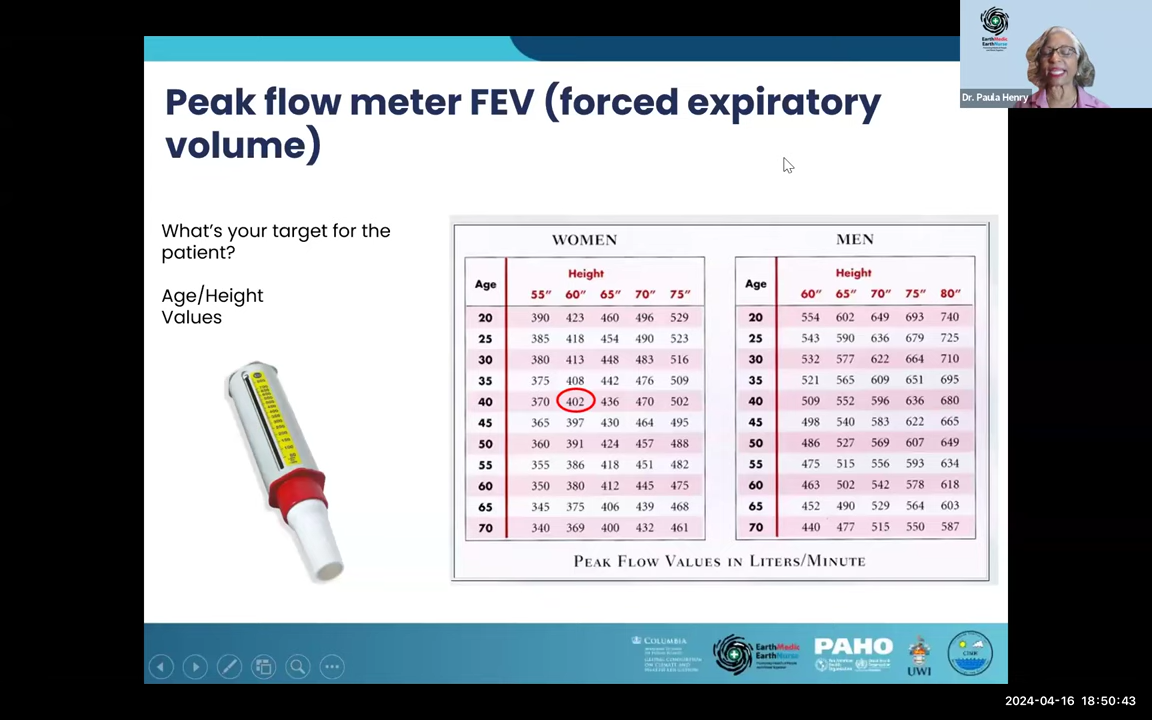 EarthMedic
EarthNurse
Dr. Paula Henry
Peak flow meter FEV (forced expiratory
volume)
What's your target for the
patient?
Age/Height
Values
WOMEN
Age
Height
55" 60" 65" 70" 75"
20 390 423 460 496 529
25 385 418 454 490 523
30 380 413 448 483 516
35 375 408 442 476 509
40 370 402 436 470 502
45 365 397 430 464 495
50 360 391 424 457 488
55 355 386 418 451 482
60 350 380 412 445 475
65 345 375 406 439 468
70 340 369 400 432 461
MEN
Age
Height
60" 65" 70" 75" 80"
20 554 602 649 693 740
25 543 590 636 679 725
30 532 577 622 664 710
35 521 565 609 651 695
40 509 552 596 636 680
45 498 540 583 622 665
50 486 527 569 607 649
55 475 515 556 593 634
60 463 502 542 578 618
65 452 490 529 564 603
70 440 477 515 550 587
PEAK FLOW VALUES IN LITERS/MINUTE
COLUMBIA
EarthMedic
EarthNurse
PAHO
UWI
2024-04-16 18:50:43